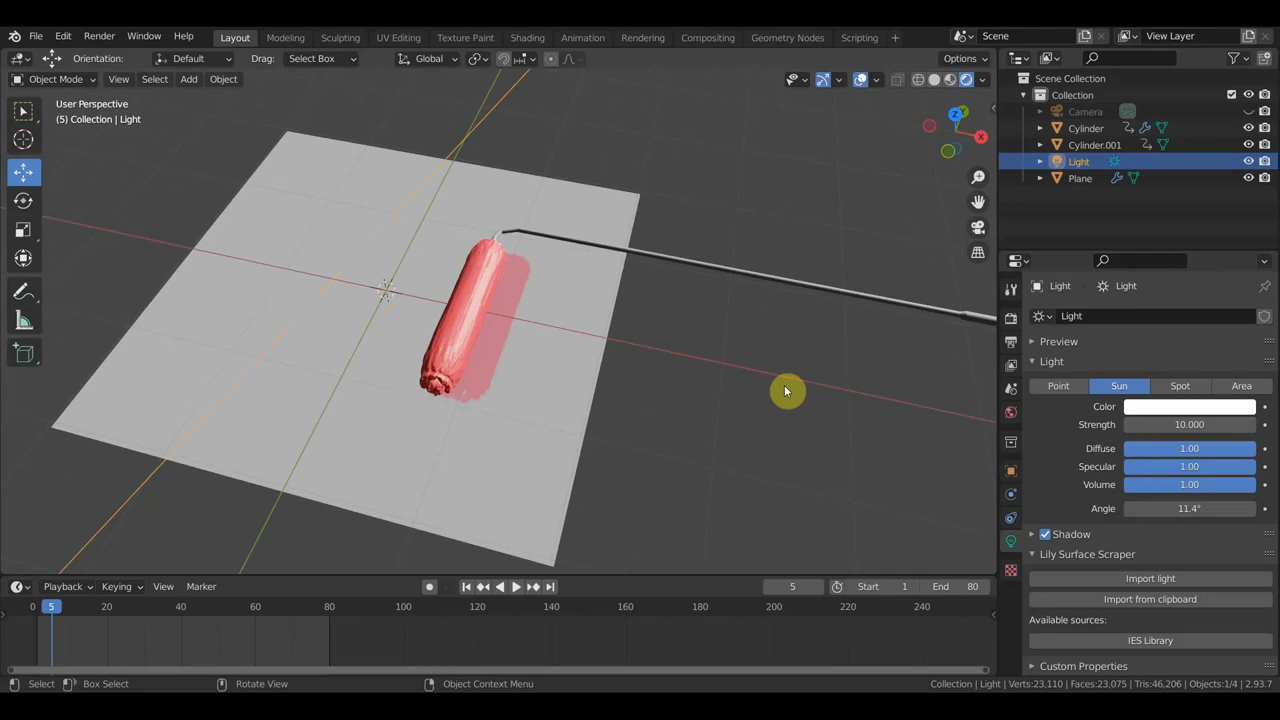 File Edit Render Window Help Layout Modeling Sculpting UV Editing Texture Paint Shading Animation Rendering Compositing Geometry Nodes Scripting + Scene View Layer
Orientation: Default Drag: Select Box Global Options
Object Mode View Select Add Object
User Perspective
(5) Collection | Light
Z
Y
X
Scene Collection
Collection
Camera
Cylinder
Cylinder.001
Light
Plane
Light Light
Light
Preview
Light
Point Sun Spot Area
Color
Strength 10.000
Diffuse 1.00
Specular 1.00
Volume 1.00
Angle 11.4°
Shadow
Lily Surface Scraper
Import light
Import from clipboard
Available sources:
IES Library
Custom Properties
Playback Keying View Marker 5 Start 1 End 80
0 5 20 40 60 80 100 120 140 160 180 200 220 240
Select Box Select Rotate View Object Context Menu Collection | Light | Verts:23,110 | Faces:23,075 | Tris:46,206 | Objects:1/4 | 2.93.7